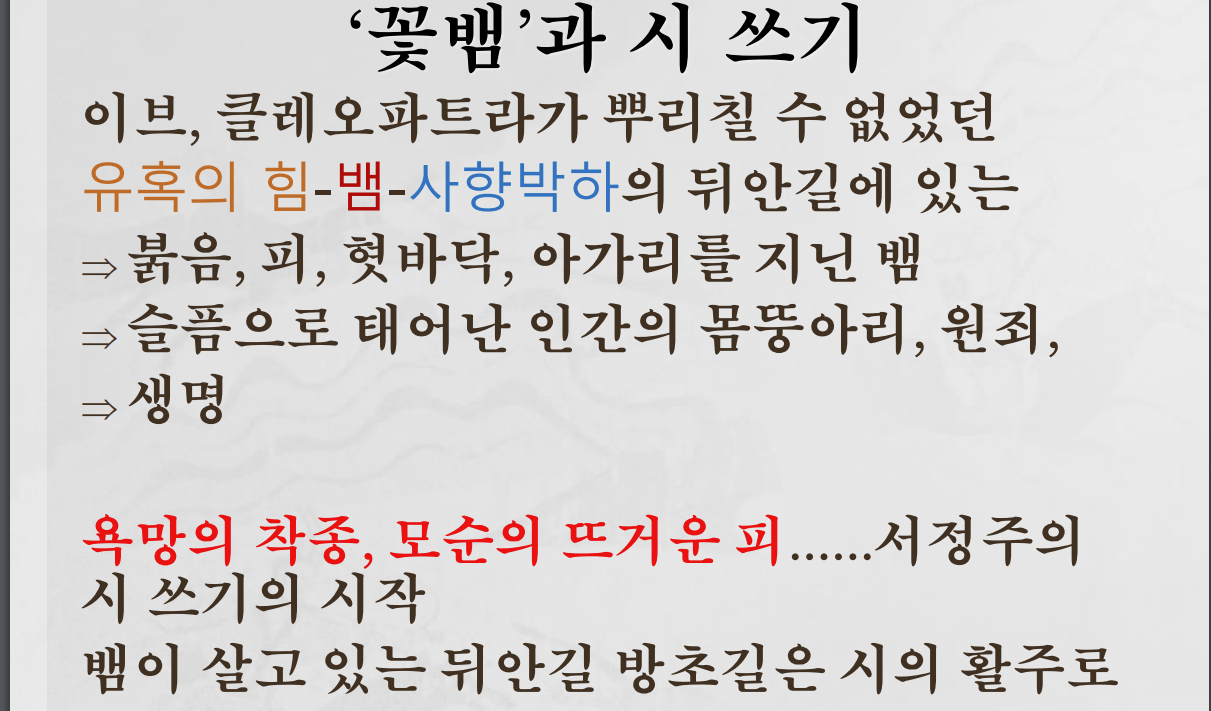 ‘꽃뱀’과 시 쓰기
이브, 클레오파트라가 뿌리칠 수 없었던
유혹의 힘-뱀-사향박하의 뒤안길에 있는
⇒붉음, 피, 혓바닥, 아가리를 지닌 뱀
⇒슬픔으로 태어난 인간의 몸뚱아리, 원죄,
⇒생명
욕망의 착종, 모순의 뜨거운 피……서정주의
시 쓰기의 시작
뱀이 살고 있는 뒤안길 방초길은 시의 활주로